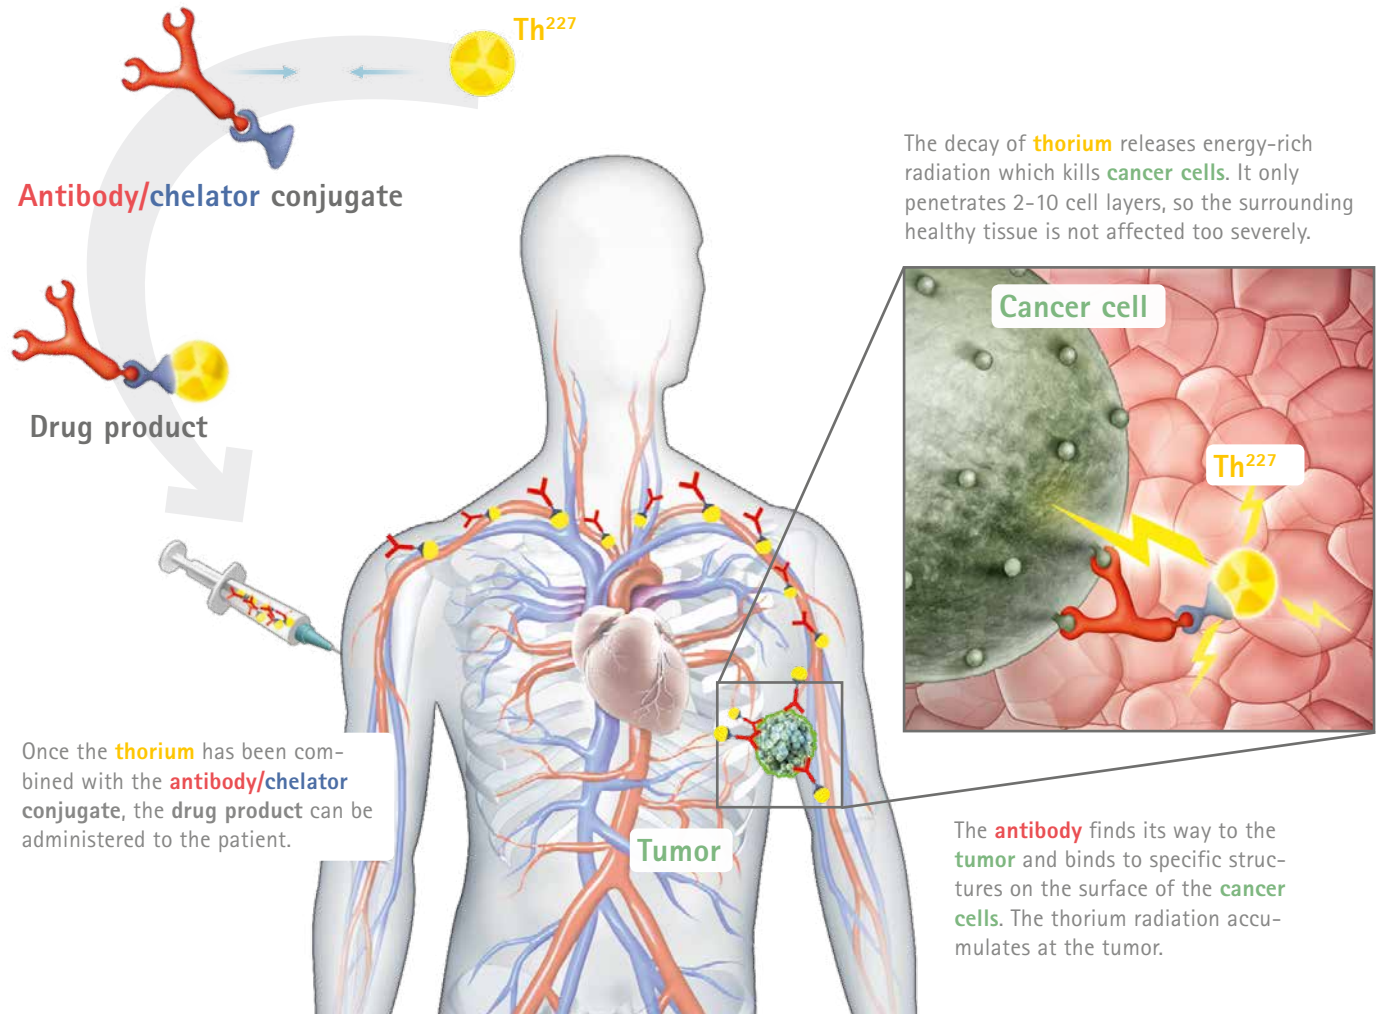 Th²²⁷
Antibody/chelator conjugate
Drug product
Once the thorium has been com-
bined with the antibody/chelator
conjugate, the drug product can be
administered to the patient.
The decay of thorium releases energy-rich
radiation which kills cancer cells. It only
penetrates 2-10 cell layers, so the surrounding
healthy tissue is not affected too severely.
Cancer cell
Th²²⁷
Tumor
The antibody finds its way to the
tumor and binds to specific struc-
tures on the surface of the cancer
cells. The thorium radiation accu-
mulates at the tumor.